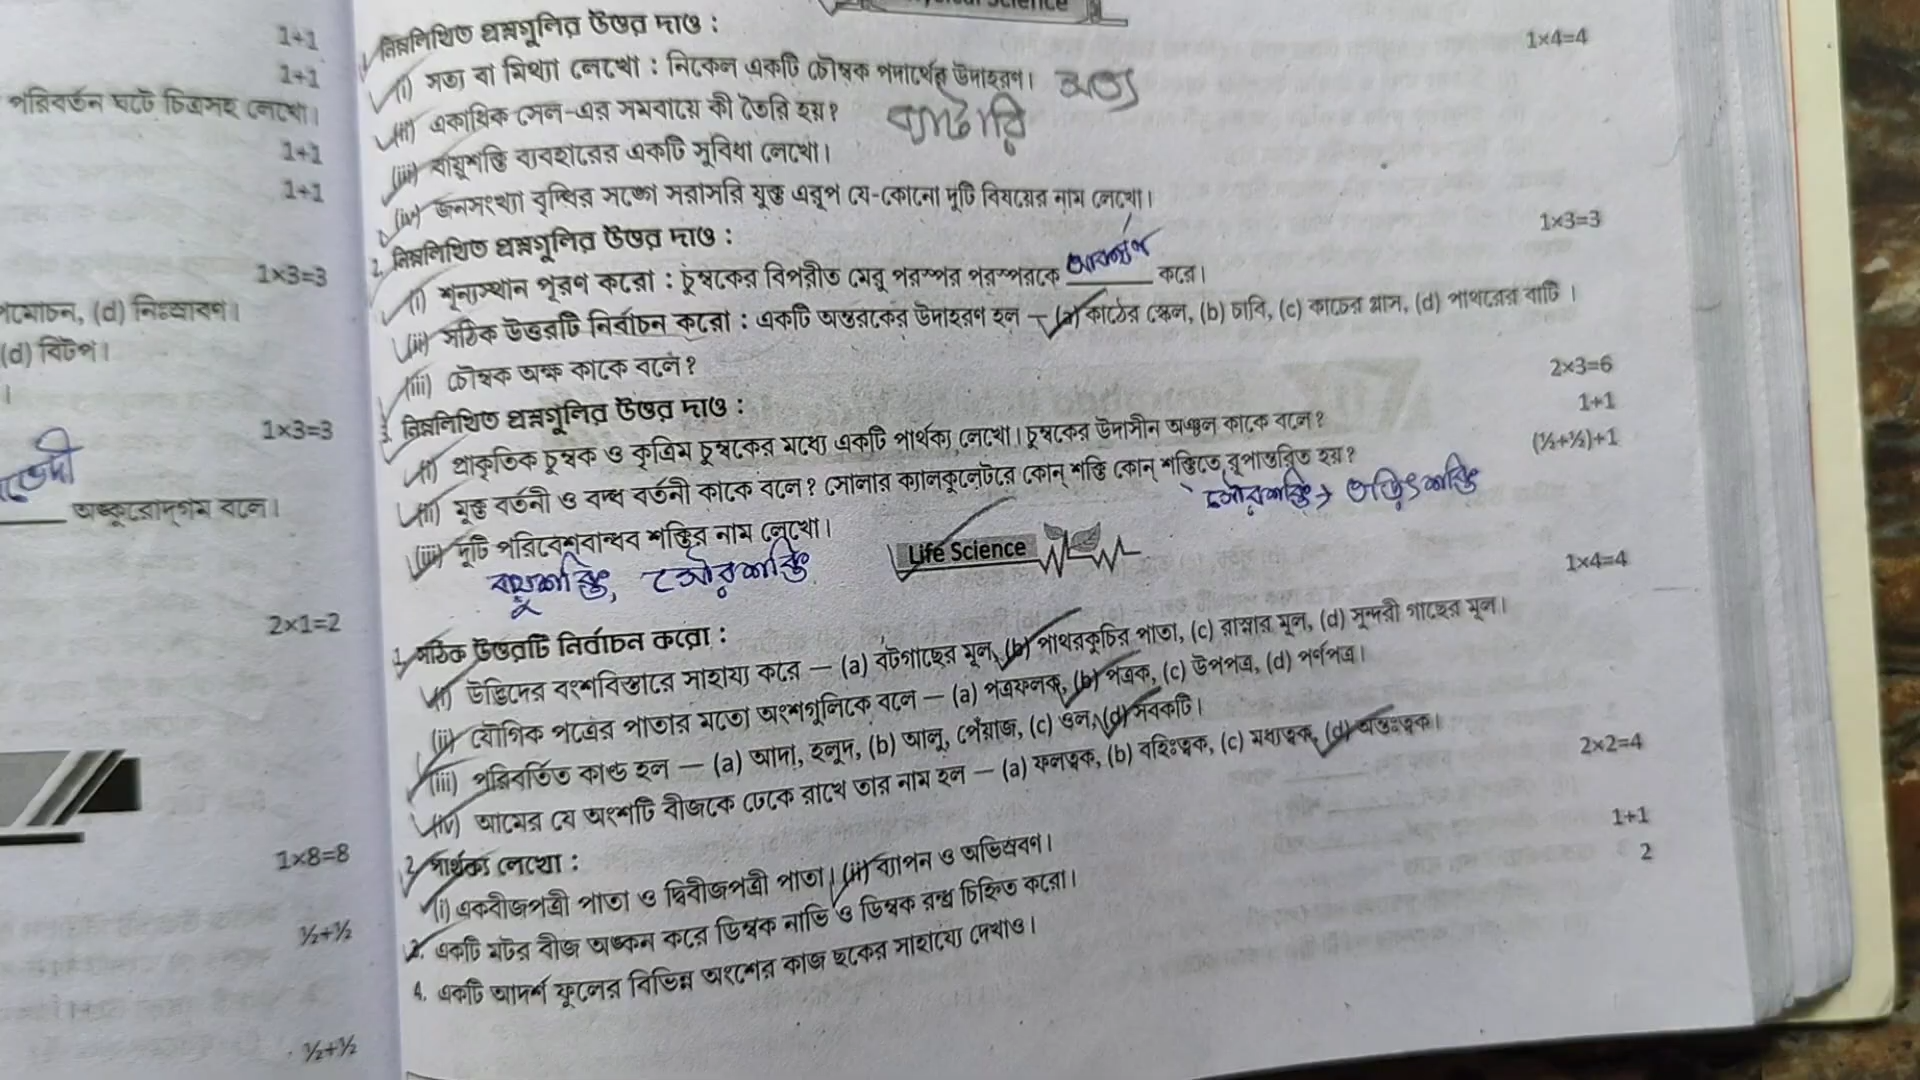 1+1
1+1
পরিবর্তন ঘটে চিত্রসহ লেখো।
1+1
1+1
1×3=3
(d) নিঃস্রাবণ।
(d) বিটপ।
।
1×3=3
অঙ্কুরোদ্‌গম বলে।
2×1=2
1×8=8
½+½
½+½
Science
1. নিম্নলিখিত প্রশ্নগুলির উত্তর দাও : 1×4=4
(i) সত্য বা মিথ্যা লেখো : নিকেল একটি চৌম্বক পদার্থের উদাহরণ। সত্য
(ii) একাধিক সেল-এর সমবায়ে কী তৈরি হয়? ব্যাটারি
(iii) বায়ুশক্তি ব্যবহারের একটি সুবিধা লেখো।
(iv) জনসংখ্যা বৃদ্ধির সঙ্গে সরাসরি যুক্ত এরূপ যে-কোনো দুটি বিষয়ের নাম লেখো।
2. নিম্নলিখিত প্রশ্নগুলির উত্তর দাও : 1×3=3
(i) শূন্যস্থান পূরণ করো : চুম্বকের বিপরীত মেরু পরস্পর পরস্পরকে আকর্ষণ করে।
(ii) সঠিক উত্তরটি নির্বাচন করো : একটি অন্তরকের উদাহরণ হল — (a) কাঠের স্কেল, (b) চাবি, (c) কাচের গ্লাস, (d) পাথরের বাটি ।
(iii) চৌম্বক অক্ষ কাকে বলে?
3. নিম্নলিখিত প্রশ্নগুলির উত্তর দাও : 2×3=6
(i) প্রাকৃতিক চুম্বক ও কৃত্রিম চুম্বকের মধ্যে একটি পার্থক্য লেখো। চুম্বকের উদাসীন অঞ্চল কাকে বলে? 1+1
(ii) মুক্ত বর্তনী ও বদ্ধ বর্তনী কাকে বলে? সোলার ক্যালকুলেটরে কোন্ শক্তি কোন্ শক্তিতে রূপান্তরিত হয়? (½+½)+1
সৌরশক্তি → তড়িৎশক্তি
(iii) দুটি পরিবেশবান্ধব শক্তির নাম লেখো।
বায়ুশক্তি, সৌরশক্তি
Life Science
1. সঠিক উত্তরটি নির্বাচন করো : 1×4=4
(i) উদ্ভিদের বংশবিস্তারে সাহায্য করে — (a) বটগাছের মূল, (b) পাথরকুচির পাতা, (c) রাস্নার মূল, (d) সুন্দরী গাছের মূল।
(ii) যৌগিক পত্রের পাতার মতো অংশগুলিকে বলে — (a) পত্রফলক, (b) পত্রক, (c) উপপত্র, (d) পর্ণপত্র।
(iii) পরিবর্তিত কাণ্ড হল — (a) আদা, হলুদ, (b) আলু, পেঁয়াজ, (c) ওল, (d) সবকটি।
(iv) আমের যে অংশটি বীজকে ঢেকে রাখে তার নাম হল — (a) ফলত্বক, (b) বহিঃত্বক, (c) মধ্যত্বক, (d) অন্তঃত্বক।
2. পার্থক্য লেখো : 2×2=4
(i) একবীজপত্রী পাতা ও দ্বিবীজপত্রী পাতা। (ii) ব্যাপন ও অভিস্রবণ।
3. একটি মটর বীজ অঙ্কন করে ডিম্বক নাভি ও ডিম্বক রন্ধ্র চিহ্নিত করো। 1+1
4. একটি আদর্শ ফুলের বিভিন্ন অংশের কাজ ছকের সাহায্যে দেখাও। 2